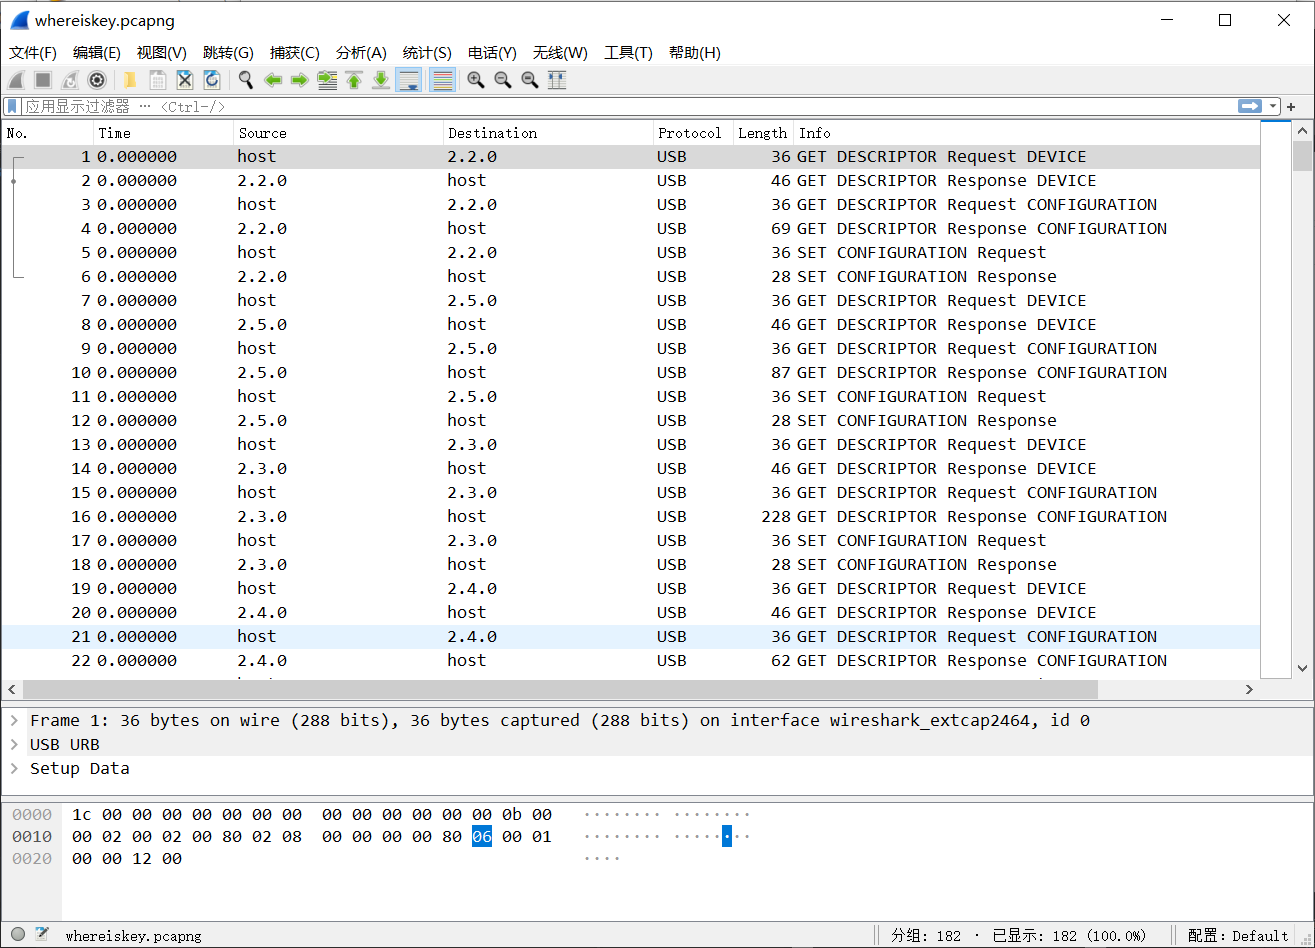 whereiskey.pcapng
文件(F) 编辑(E) 视图(V) 跳转(G) 捕获(C) 分析(A) 统计(S) 电话(Y) 无线(W) 工具(T) 帮助(H)
应用显示过滤器 … <Ctrl-/>
No. Time Source Destination Protocol Length Info
1 0.000000 host 2.2.0 USB 36 GET DESCRIPTOR Request DEVICE
2 0.000000 2.2.0 host USB 46 GET DESCRIPTOR Response DEVICE
3 0.000000 host 2.2.0 USB 36 GET DESCRIPTOR Request CONFIGURATION
4 0.000000 2.2.0 host USB 69 GET DESCRIPTOR Response CONFIGURATION
5 0.000000 host 2.2.0 USB 36 SET CONFIGURATION Request
6 0.000000 2.2.0 host USB 28 SET CONFIGURATION Response
7 0.000000 host 2.5.0 USB 36 GET DESCRIPTOR Request DEVICE
8 0.000000 2.5.0 host USB 46 GET DESCRIPTOR Response DEVICE
9 0.000000 host 2.5.0 USB 36 GET DESCRIPTOR Request CONFIGURATION
10 0.000000 2.5.0 host USB 87 GET DESCRIPTOR Response CONFIGURATION
11 0.000000 host 2.5.0 USB 36 SET CONFIGURATION Request
12 0.000000 2.5.0 host USB 28 SET CONFIGURATION Response
13 0.000000 host 2.3.0 USB 36 GET DESCRIPTOR Request DEVICE
14 0.000000 2.3.0 host USB 46 GET DESCRIPTOR Response DEVICE
15 0.000000 host 2.3.0 USB 36 GET DESCRIPTOR Request CONFIGURATION
16 0.000000 2.3.0 host USB 228 GET DESCRIPTOR Response CONFIGURATION
17 0.000000 host 2.3.0 USB 36 SET CONFIGURATION Request
18 0.000000 2.3.0 host USB 28 SET CONFIGURATION Response
19 0.000000 host 2.4.0 USB 36 GET DESCRIPTOR Request DEVICE
20 0.000000 2.4.0 host USB 46 GET DESCRIPTOR Response DEVICE
21 0.000000 host 2.4.0 USB 36 GET DESCRIPTOR Request CONFIGURATION
22 0.000000 2.4.0 host USB 62 GET DESCRIPTOR Response CONFIGURATION
Frame 1: 36 bytes on wire (288 bits), 36 bytes captured (288 bits) on interface wireshark_extcap2464, id 0
USB URB
Setup Data
0000 1c 00 00 00 00 00 00 00 00 00 00 00 00 00 0b 00 ········ ········
0010 00 02 00 02 00 80 02 08 00 00 00 00 80 06 00 01 ········ ········
0020 00 00 12 00 ····
whereiskey.pcapng 分组: 182 · 已显示: 182 (100.0%) 配置: Default